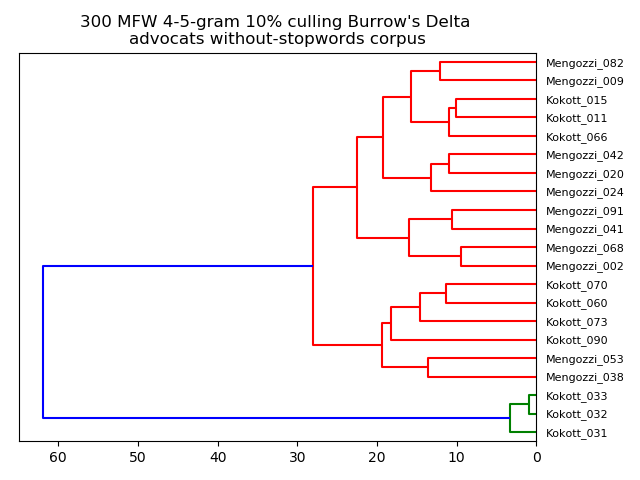 300 MFW 4-5-gram 10% culling Burrow's Delta
advocats without-stopwords corpus
Mengozzi_082
Mengozzi_009
Kokott_015
Kokott_011
Kokott_066
Mengozzi_042
Mengozzi_020
Mengozzi_024
Mengozzi_091
Mengozzi_041
Mengozzi_068
Mengozzi_002
Kokott_070
Kokott_060
Kokott_073
Kokott_090
Mengozzi_053
Mengozzi_038
Kokott_033
Kokott_032
Kokott_031
60 50 40 30 20 10 0